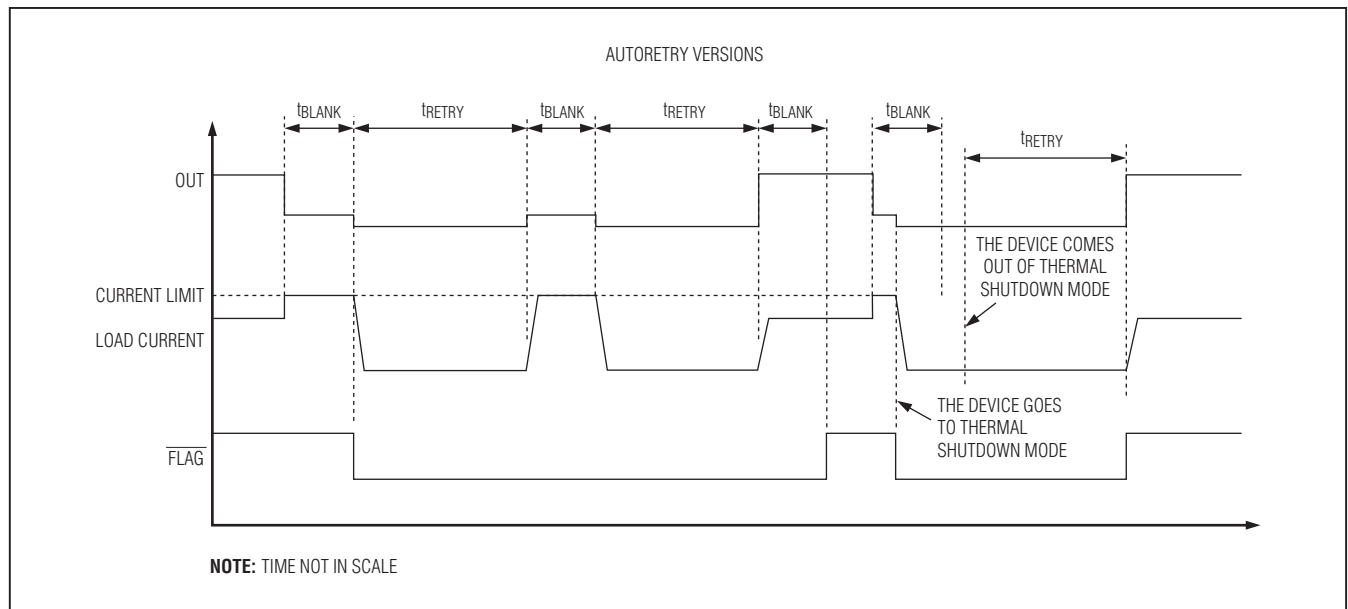 AUTORETRY VERSIONS
tBLANK
tRETRY
tBLANK
tRETRY
tBLANK
tBLANK
tRETRY
OUT
THE DEVICE COMES
OUT OF THERMAL
SHUTDOWN MODE
CURRENT LIMIT
LOAD CURRENT
THE DEVICE GOES
TO THERMAL
SHUTDOWN MODE
FLAG
NOTE: TIME NOT IN SCALE